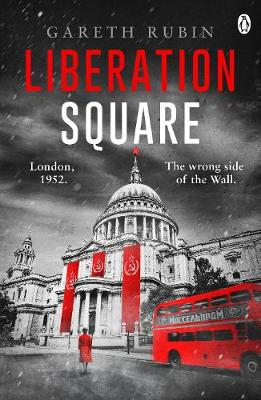 GARETH RUBIN
LIBERATION
SQUARE
London,
1952.
The wrong side
of the Wall.
МОССЕЛЬПРОМ